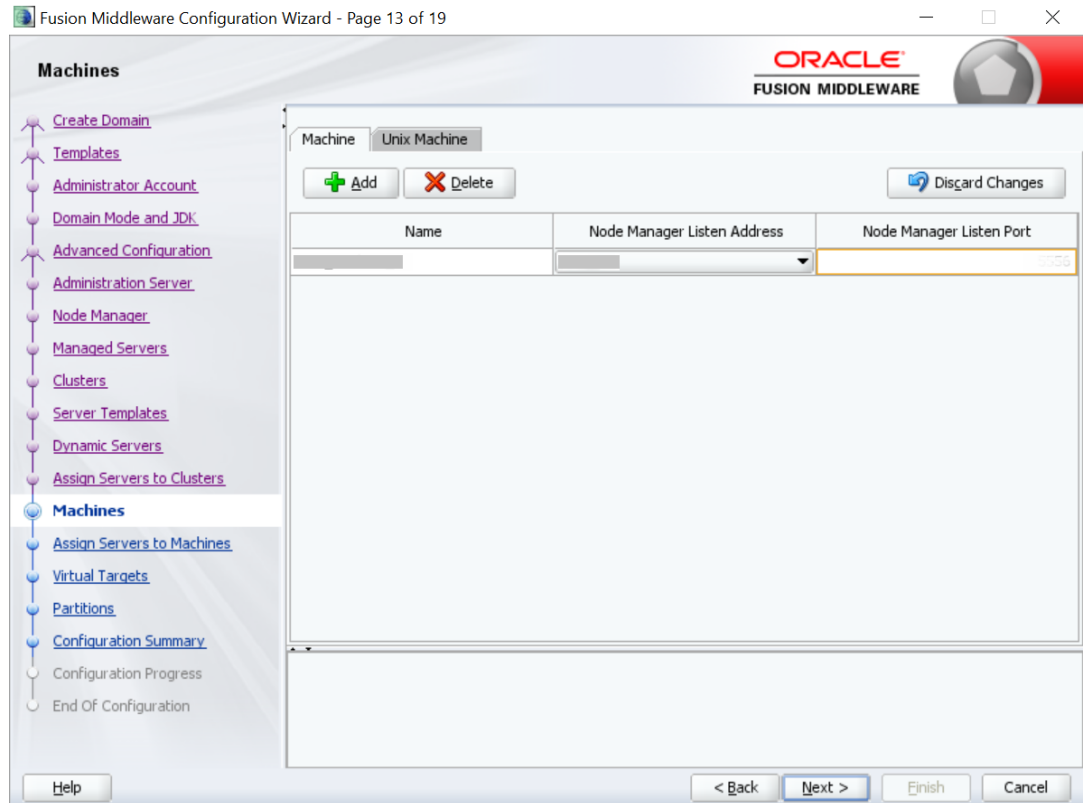 Fusion Middleware Configuration Wizard - Page 13 of 19
Machines
ORACLE
FUSION MIDDLEWARE
Create Domain
Templates
Administrator Account
Domain Mode and JDK
Advanced Configuration
Administration Server
Node Manager
Managed Servers
Clusters
Server Templates
Dynamic Servers
Assign Servers to Clusters
Machines
Assign Servers to Machines
Virtual Targets
Partitions
Configuration Summary
Configuration Progress
End Of Configuration
Machine Unix Machine
Add Delete Discard Changes
Name Node Manager Listen Address Node Manager Listen Port
Help < Back Next > Finish Cancel